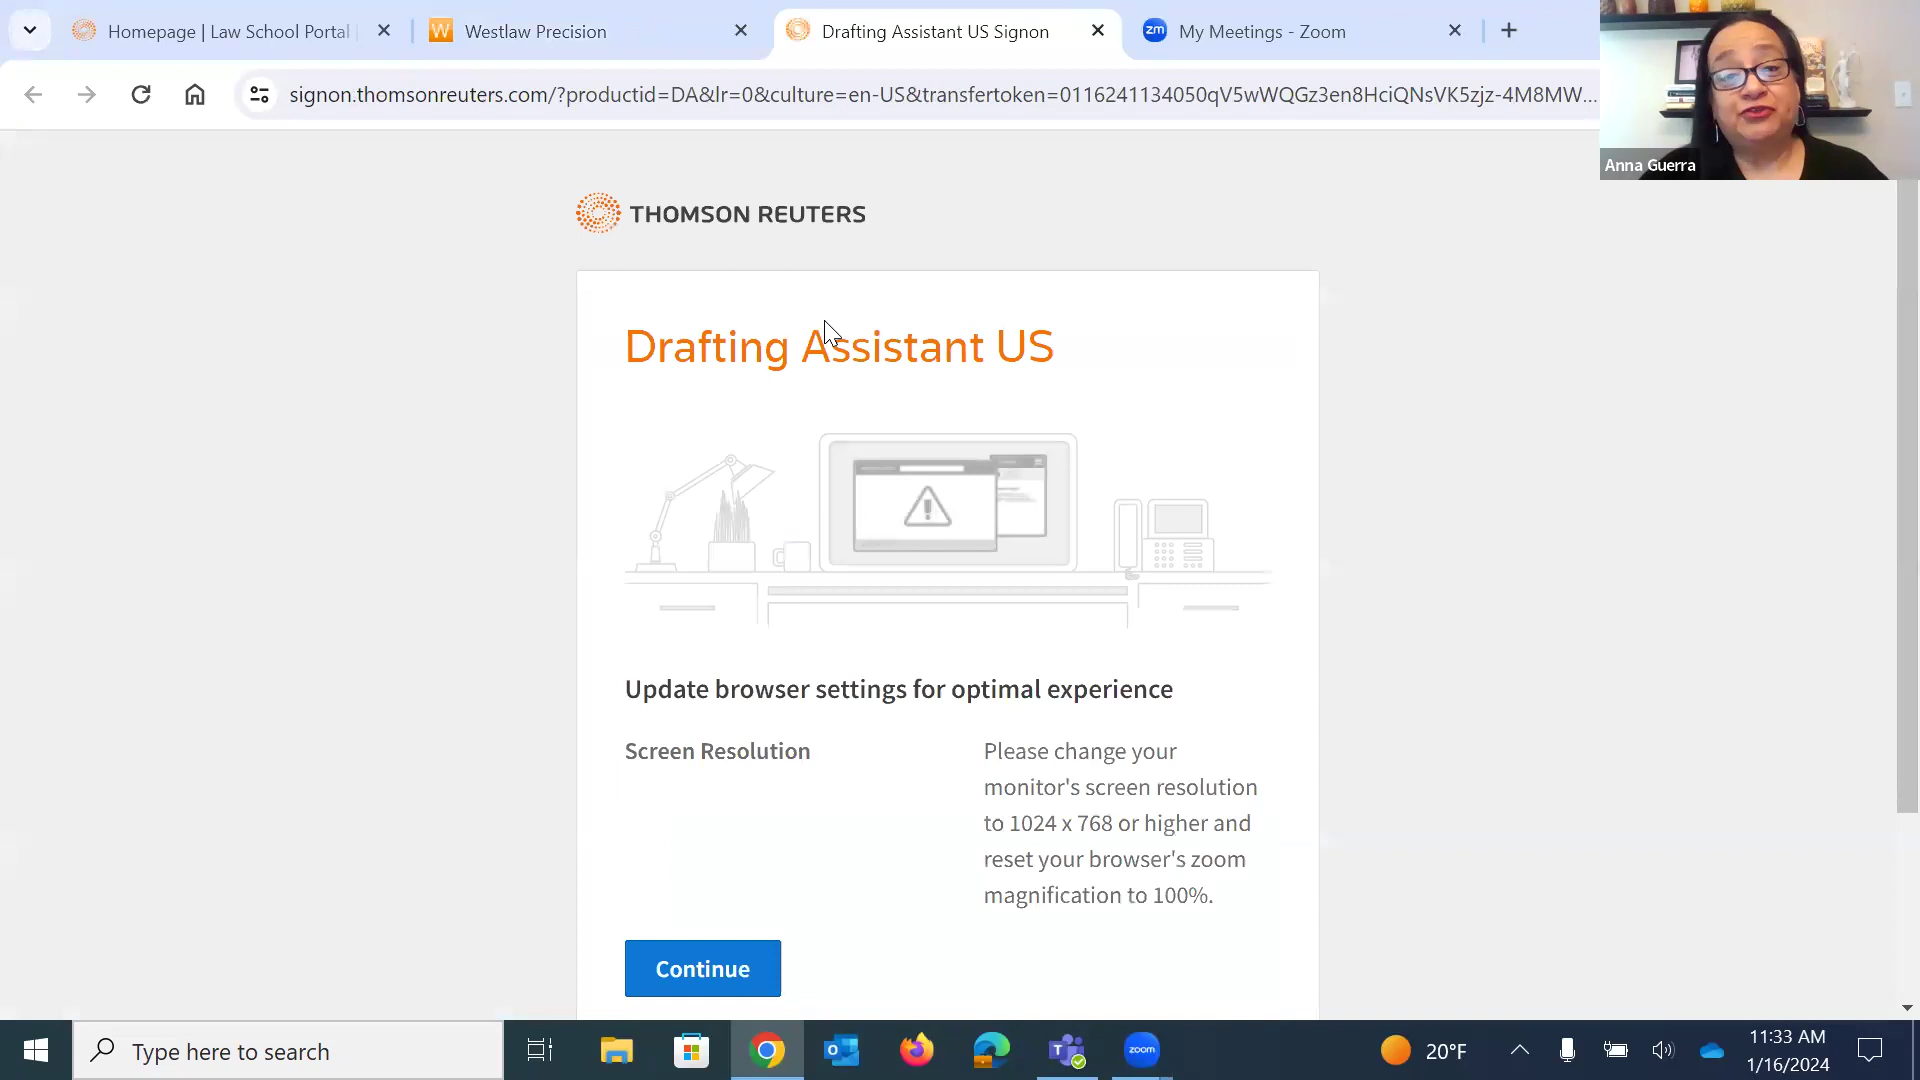 Homepage | Law School Portal
W Westlaw Precision
Drafting Assistant US Signon
zm My Meetings - Zoom
signon.thomsonreuters.com/?productid=DA&lr=0&culture=en-US&transfertoken=0116241134050qV5wWQGz3en8HciQNsVK5zjz-4M8MW...
Anna Guerra
THOMSON REUTERS
Drafting Assistant US
Update browser settings for optimal experience
Screen Resolution
Please change your
monitor's screen resolution
to 1024 x 768 or higher and
reset your browser's zoom
magnification to 100%.
Continue
Type here to search
zoom
20°F
11:33 AM
1/16/2024